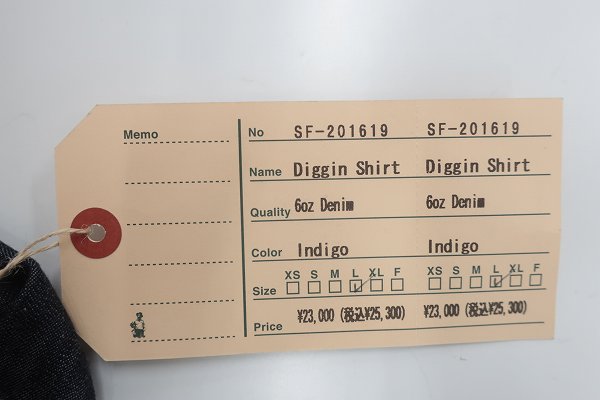 Memo
No SF-201619 SF-201619
Name Diggin Shirt Diggin Shirt
Quality 6oz Denim 6oz Denim
Color Indigo Indigo
XS S M L XL F XS S M L XL F
Size
Price ¥23,000 (税込¥25,300) ¥23,000 (税込¥25,300)